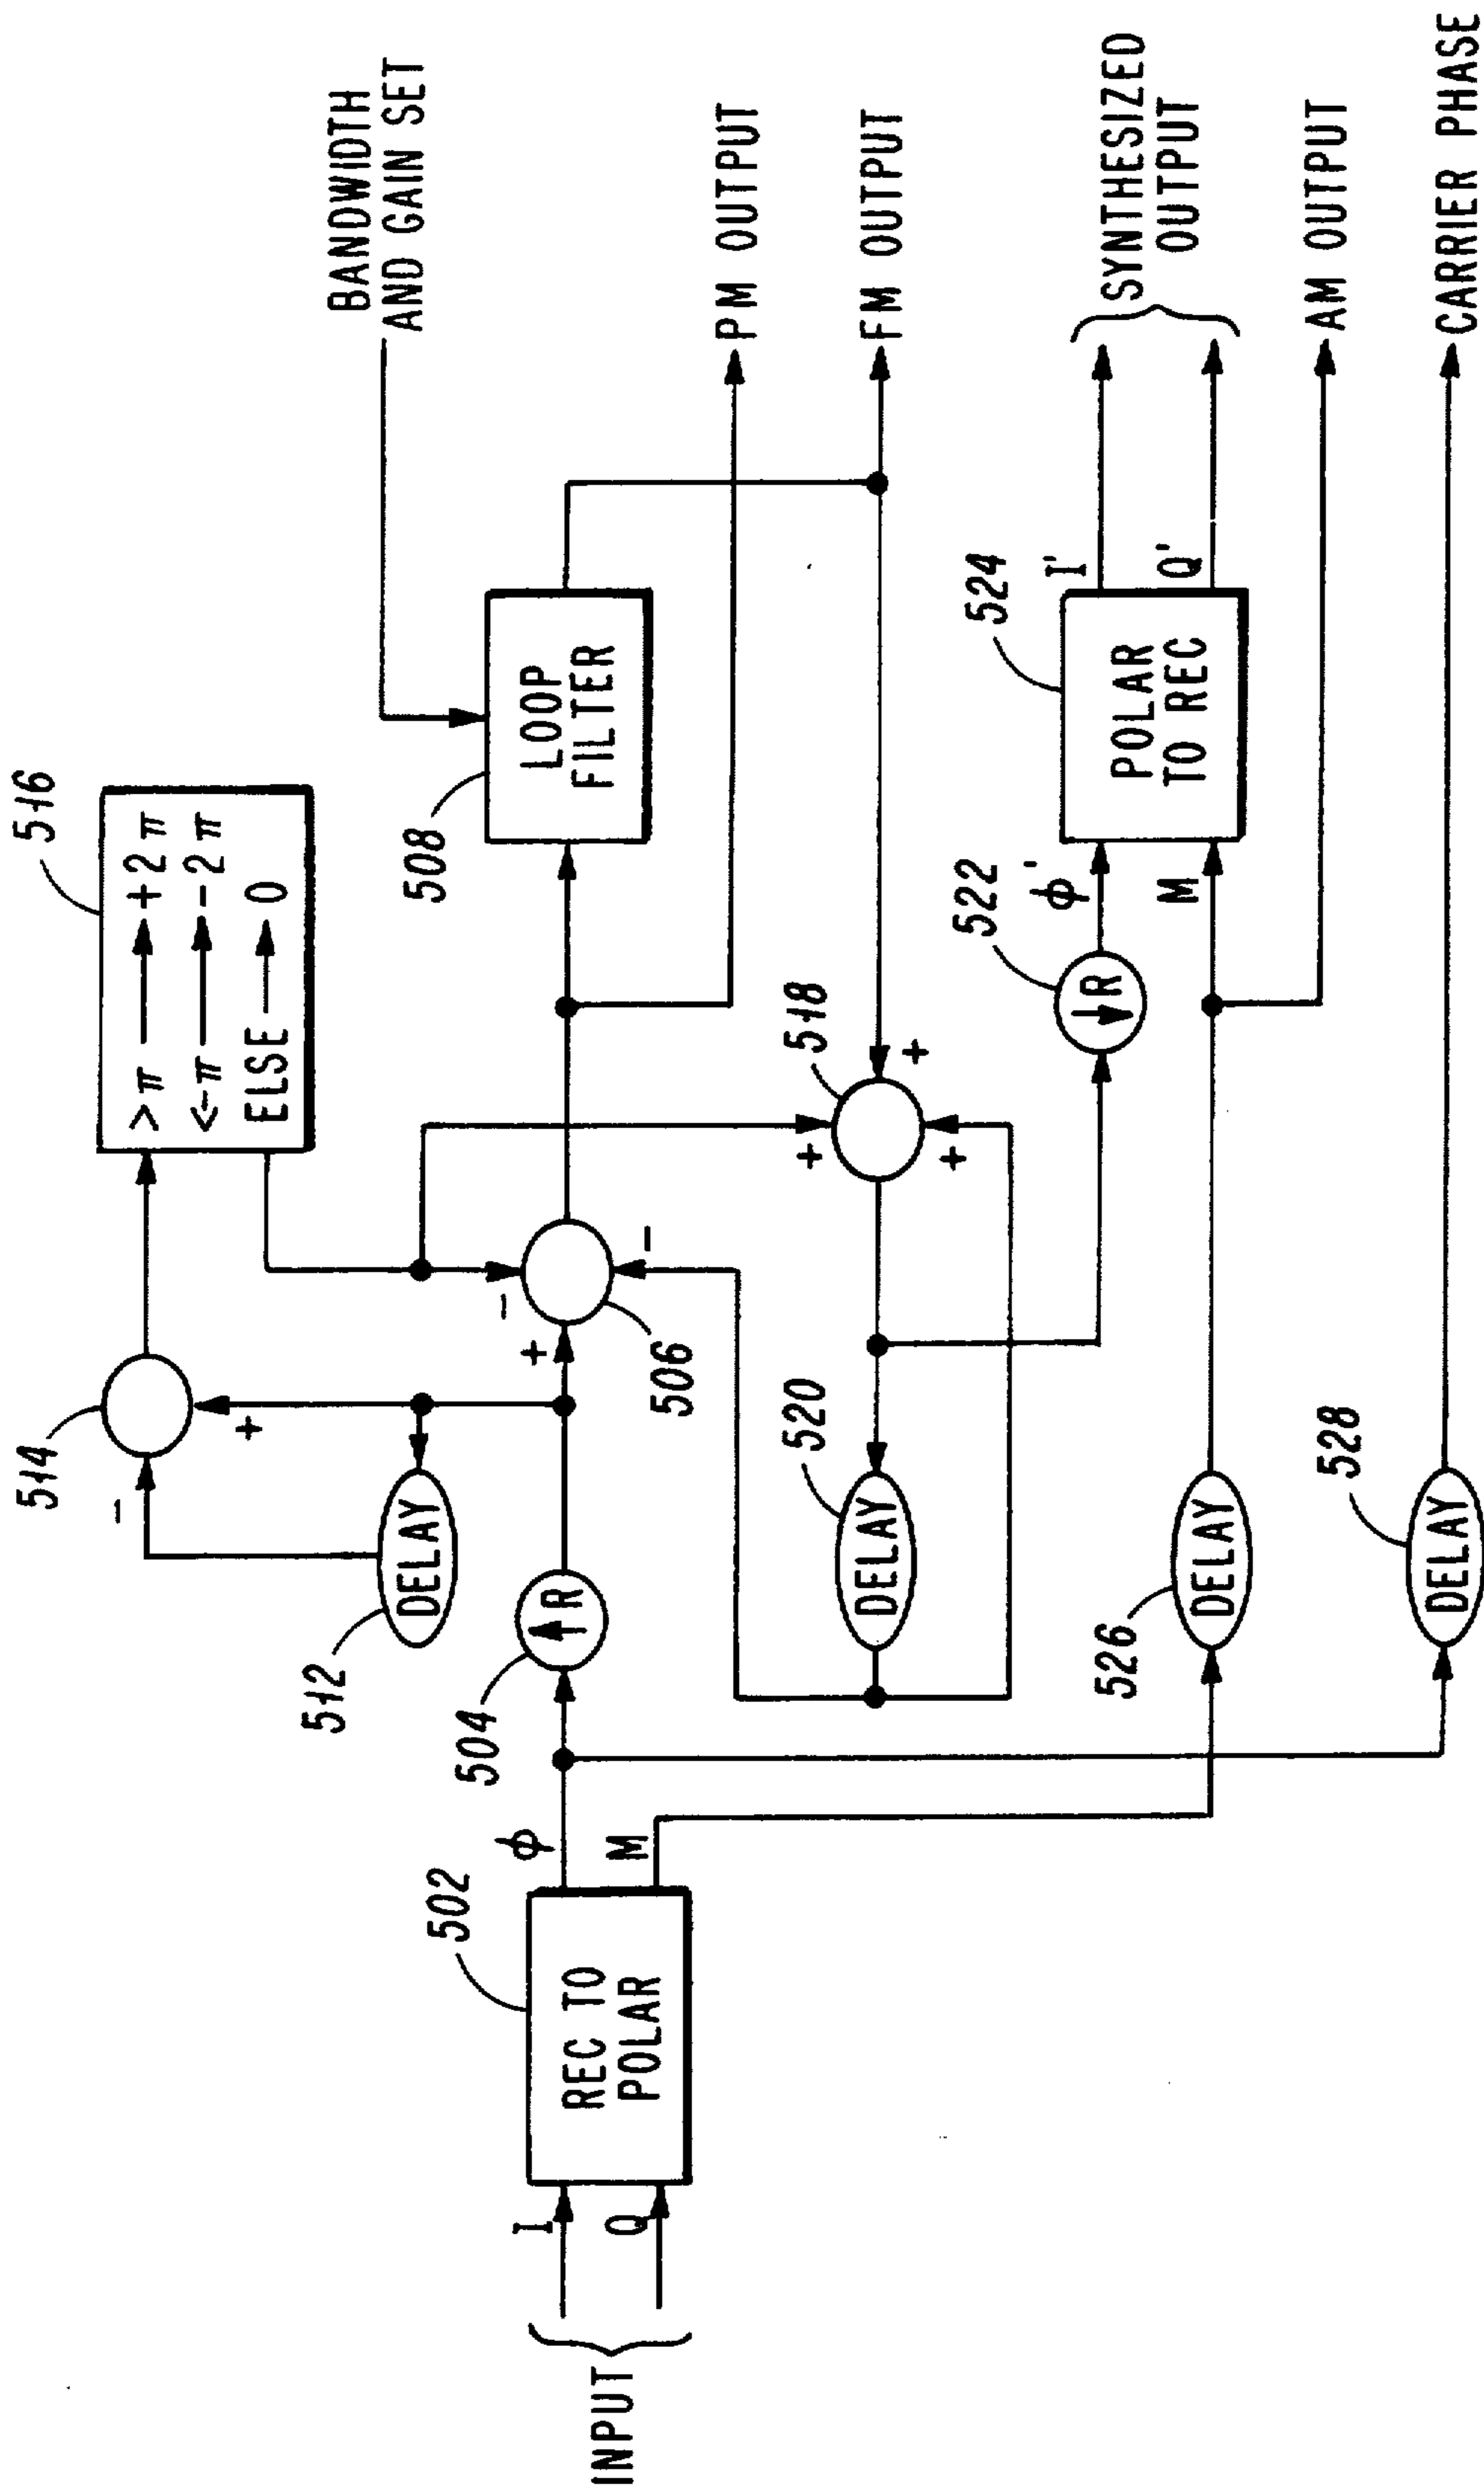 516
>π → +2π
<-π → -2π
ELSE → 0
514
-
+
512
DELAY
BANDWIDTH
AND GAIN SET
508
LOOP
FILTER
502
REC TO
POLAR
INPUT
I
Q
ϕ
M
504
↑R
+
-
-
506
PM OUTPUT
518
+
+
+
FM OUTPUT
520
DELAY
522
↓R
ϕ'
M
524
POLAR
TO REC
I'
Q'
SYNTHESIZED
OUTPUT
526
DELAY
AM OUTPUT
528
DELAY
CARRIER PHASE